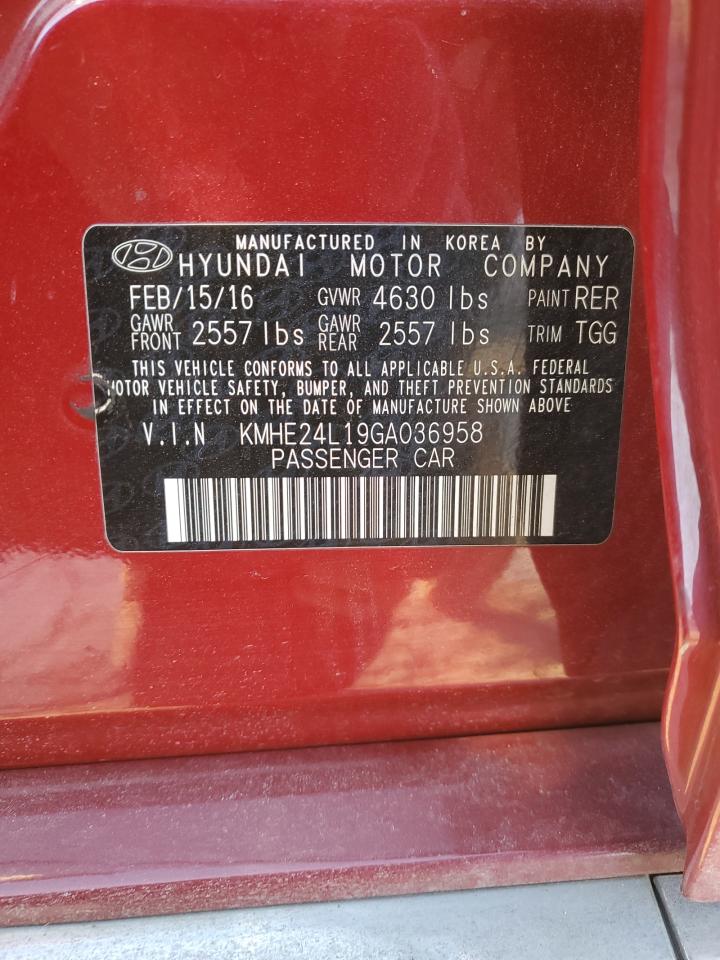 MANUFACTURED IN KOREA BY
HYUNDAI MOTOR COMPANY
FEB/15/16 GVWR 4630 lbs PAINT RER
GAWR FRONT 2557 lbs GAWR REAR 2557 lbs TRIM TGG
THIS VEHICLE CONFORMS TO ALL APPLICABLE U.S.A. FEDERAL
MOTOR VEHICLE SAFETY, BUMPER, AND THEFT PREVENTION STANDARDS
IN EFFECT ON THE DATE OF MANUFACTURE SHOWN ABOVE
V.I.N KMHE24L19GA036958
PASSENGER CAR